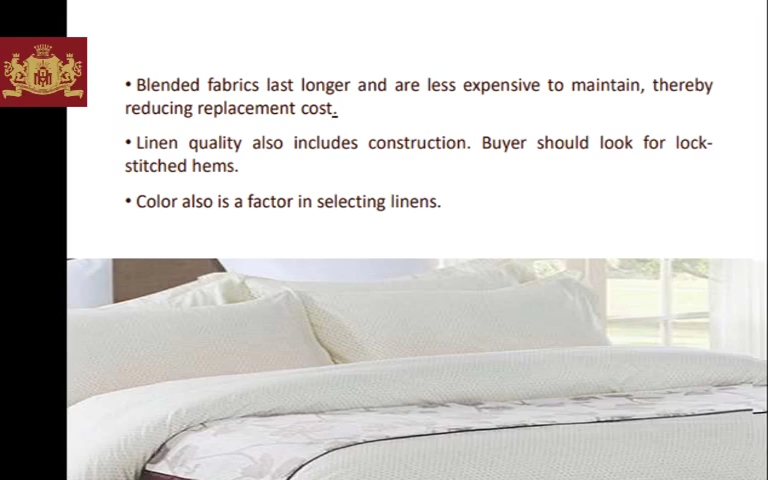 • Blended fabrics last longer and are less expensive to maintain, thereby
reducing replacement cost.
• Linen quality also includes construction. Buyer should look for lock-
stitched hems.
• Color also is a factor in selecting linens.